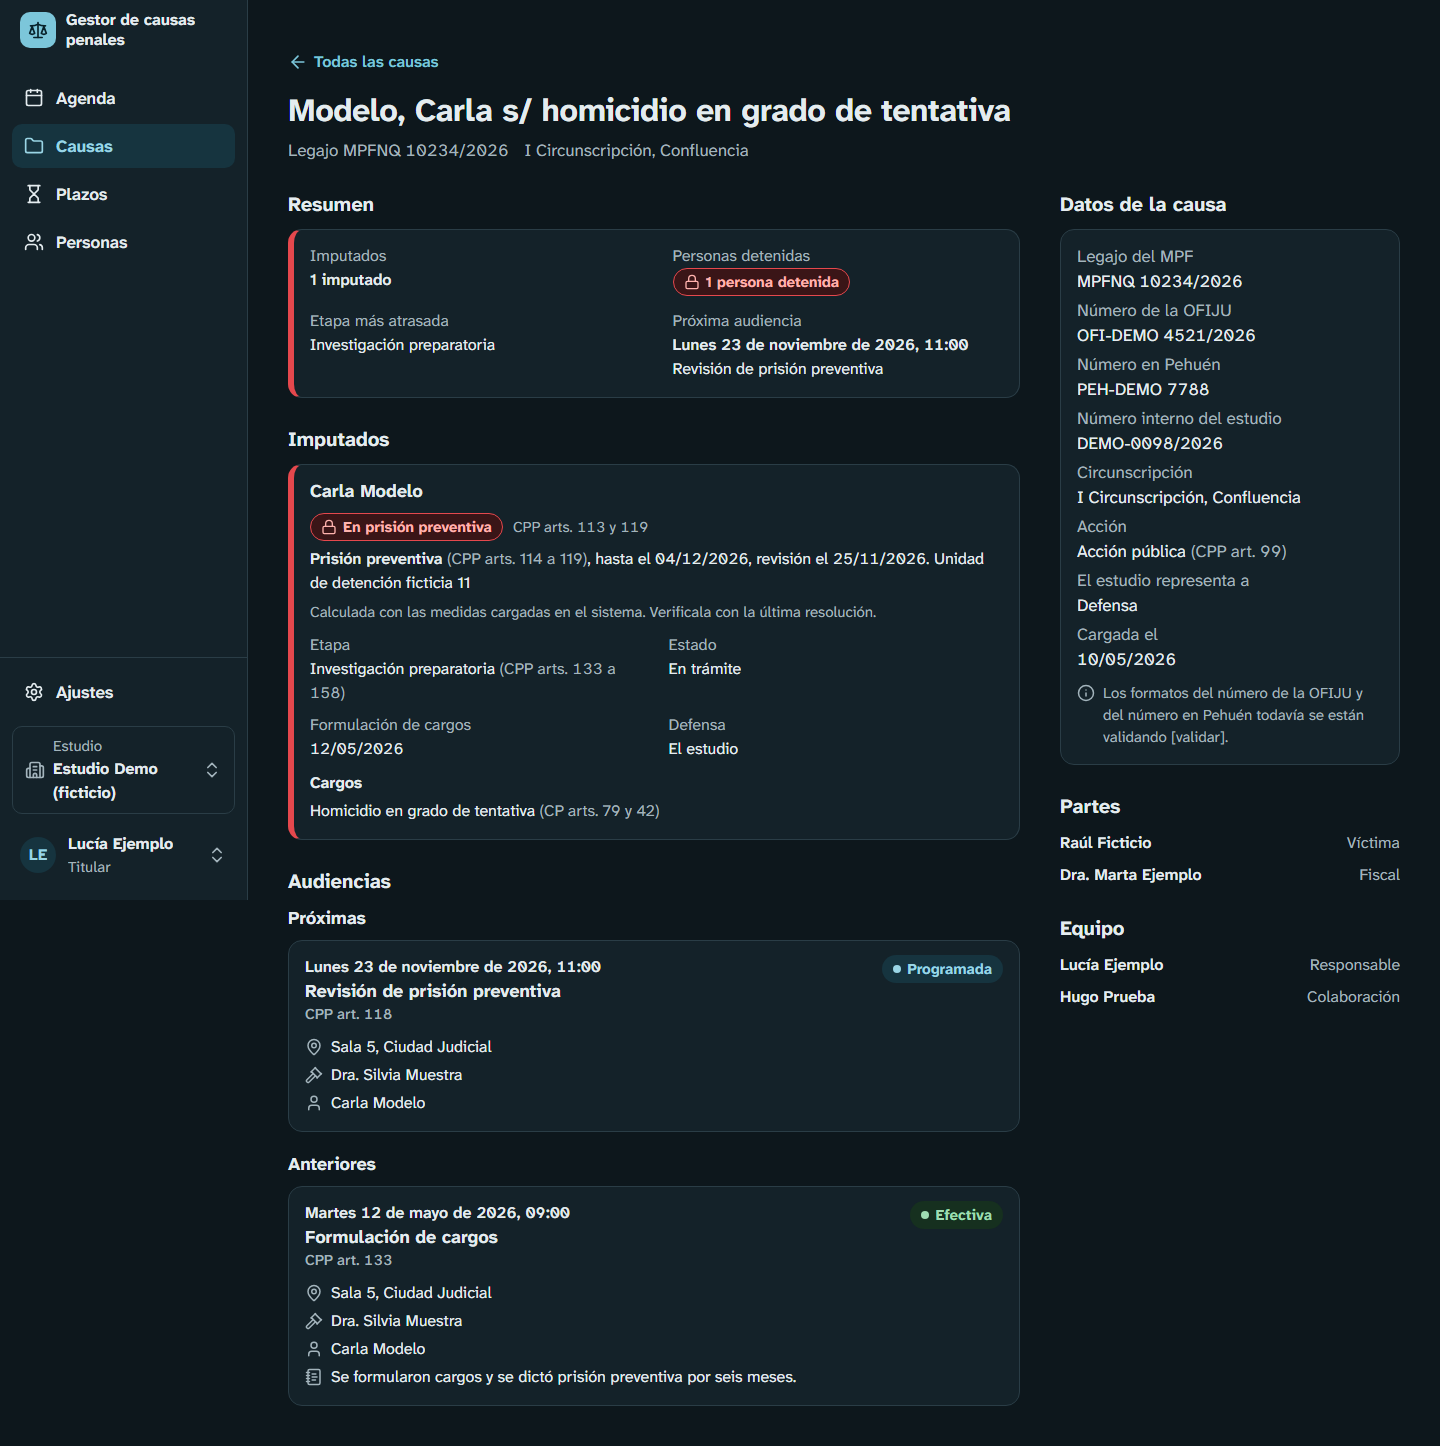 Gestor de causas
penales
Agenda
Causas
Plazos
Personas
Ajustes
Estudio
Estudio Demo
(ficticio)
LE
Lucía Ejemplo
Titular
Todas las causas
Modelo, Carla s/ homicidio en grado de tentativa
Legajo MPFNQ 10234/2026 I Circunscripción, Confluencia
Resumen
Imputados
1 imputado
Personas detenidas
1 persona detenida
Etapa más atrasada
Investigación preparatoria
Próxima audiencia
Lunes 23 de noviembre de 2026, 11:00
Revisión de prisión preventiva
Imputados
Carla Modelo
En prisión preventiva CPP arts. 113 y 119
Prisión preventiva (CPP arts. 114 a 119), hasta el 04/12/2026, revisión el 25/11/2026. Unidad
de detención ficticia 11
Calculada con las medidas cargadas en el sistema. Verificala con la última resolución.
Etapa
Investigación preparatoria (CPP arts. 133 a
158)
Estado
En trámite
Formulación de cargos
12/05/2026
Defensa
El estudio
Cargos
Homicidio en grado de tentativa (CP arts. 79 y 42)
Audiencias
Próximas
Lunes 23 de noviembre de 2026, 11:00
Programada
Revisión de prisión preventiva
CPP art. 118
Sala 5, Ciudad Judicial
Dra. Silvia Muestra
Carla Modelo
Anteriores
Martes 12 de mayo de 2026, 09:00
Efectiva
Formulación de cargos
CPP art. 133
Sala 5, Ciudad Judicial
Dra. Silvia Muestra
Carla Modelo
Se formularon cargos y se dictó prisión preventiva por seis meses.
Datos de la causa
Legajo del MPF
MPFNQ 10234/2026
Número de la OFIJU
OFI-DEMO 4521/2026
Número en Pehuén
PEH-DEMO 7788
Número interno del estudio
DEMO-0098/2026
Circunscripción
I Circunscripción, Confluencia
Acción
Acción pública (CPP art. 99)
El estudio representa a
Defensa
Cargada el
10/05/2026
Los formatos del número de la OFIJU y
del número en Pehuén todavía se están
validando [validar].
Partes
Raúl Ficticio Víctima
Dra. Marta Ejemplo Fiscal
Equipo
Lucía Ejemplo Responsable
Hugo Prueba Colaboración